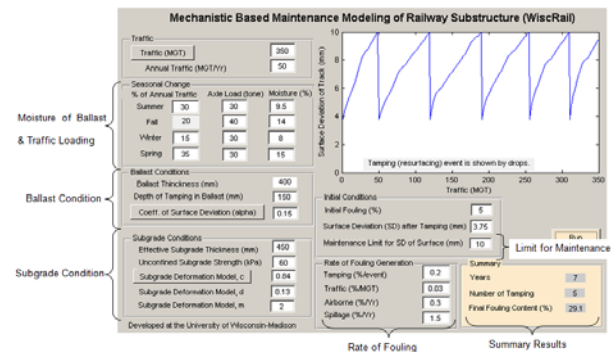 Mechanistic Based Maintenance Modeling of Railway Substructure (WiscRail)
Traffic
Traffic (MGT) 350
Annual Traffic (MGT/Yr) 50
Seasonal Change
% of Annual Traffic Axle Load (tone) Moisture (%)
Summer 30 30 9.5
Fall 20 40 14
Winter 15 30 8
Spring 35 30 15
Ballast Conditions
Ballast Thinckness (mm) 400
Depth of Tamping in Ballast (mm) 150
Coeff. of Surface Deviation (alpha) 0.15
Subgrade Conditions
Effective Subgrade Thickness (mm) 450
Unconfined Subgrade Strength (kPa) 60
Subgrade Deformation Model, c 0.84
Subgrade Deformation Model, d 0.13
Subgrade Deformation Model, m 2
Developed at the University of Wisconsin-Madison
Moisture of Ballast
& Traffic Loading
Ballast Condition
Subgrade Condition
Surface Deviation of Track (mm)
10
8
6
4
2
0
Tamping (resurfacing) event is shown by drops.
0 50 100 150 200 250 300 350
Traffic (MGT)
Initial Conditions
Initial Fouling (%) 5
Surface Deviation (SD) after Tamping (mm) 3.75
Maintenance Limit for SD of Surface (mm) 10
Run
Limit for Maintenance
Rate of Fouling Generation
Tamping (%/event) 0.2
Traffic (%/MGT) 0.03
Airborne (%/Yr) 0.3
Spillage (%/Yr) 1.5
Summary
Years 7
Number of Tamping 5
Final Fouling Content (%) 29.1
Rate of Fouling
Summary Results